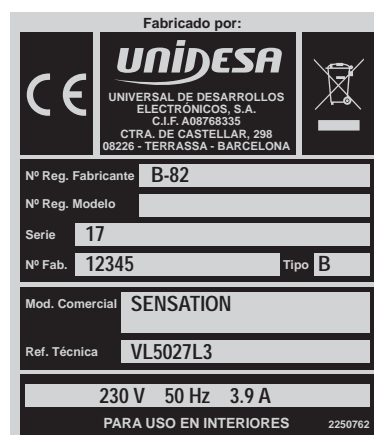 Fabricado por:
UNIDESA
UNIVERSAL DE DESARROLLOS
ELECTRÓNICOS, S.A.
C.I.F. A08768335
CTRA. DE CASTELLAR, 298
08226 - TERRASSA - BARCELONA
Nº Reg. Fabricante B-82
Nº Reg. Modelo
Serie 17
Nº Fab. 12345 Tipo B
Mod. Comercial SENSATION
Ref. Técnica VL5027L3
230 V 50 Hz 3.9 A
PARA USO EN INTERIORES 2250762